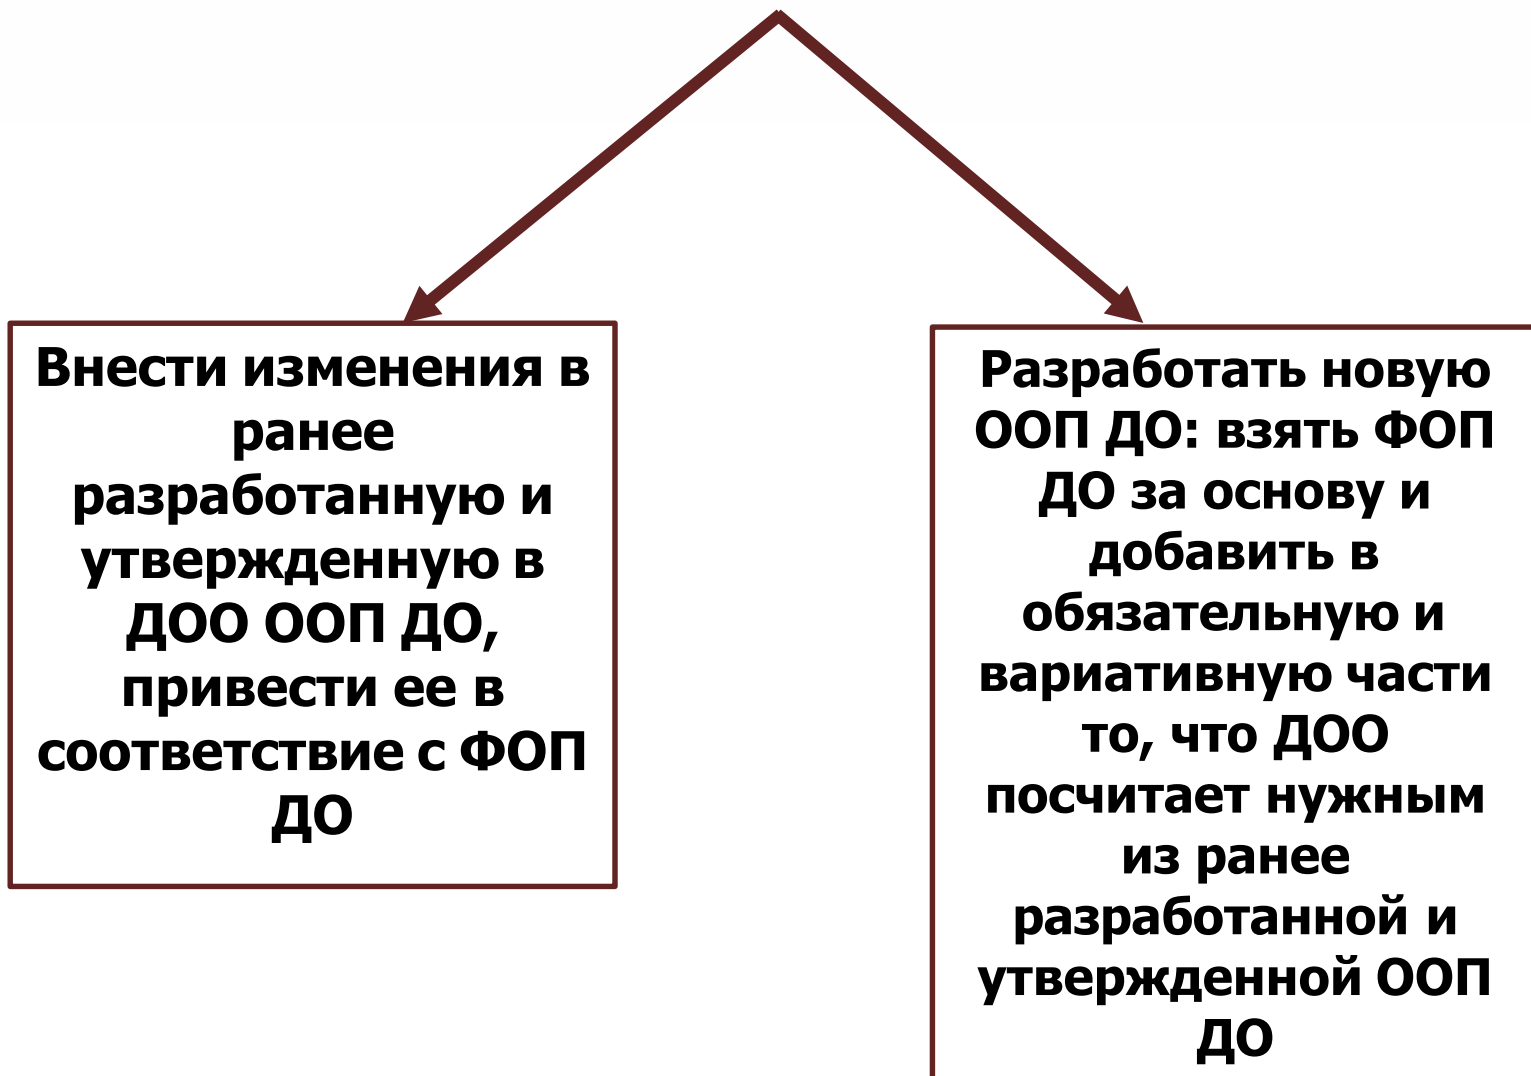 Внести изменения в
ранее
разработанную и
утвержденную в
ДОО ООП ДО,
привести ее в
соответствие с ФОП
ДО
Разработать новую
ООП ДО: взять ФОП
ДО за основу и
добавить в
обязательную и
вариативную части
то, что ДОО
посчитает нужным
из ранее
разработанной и
утвержденной ООП
ДО